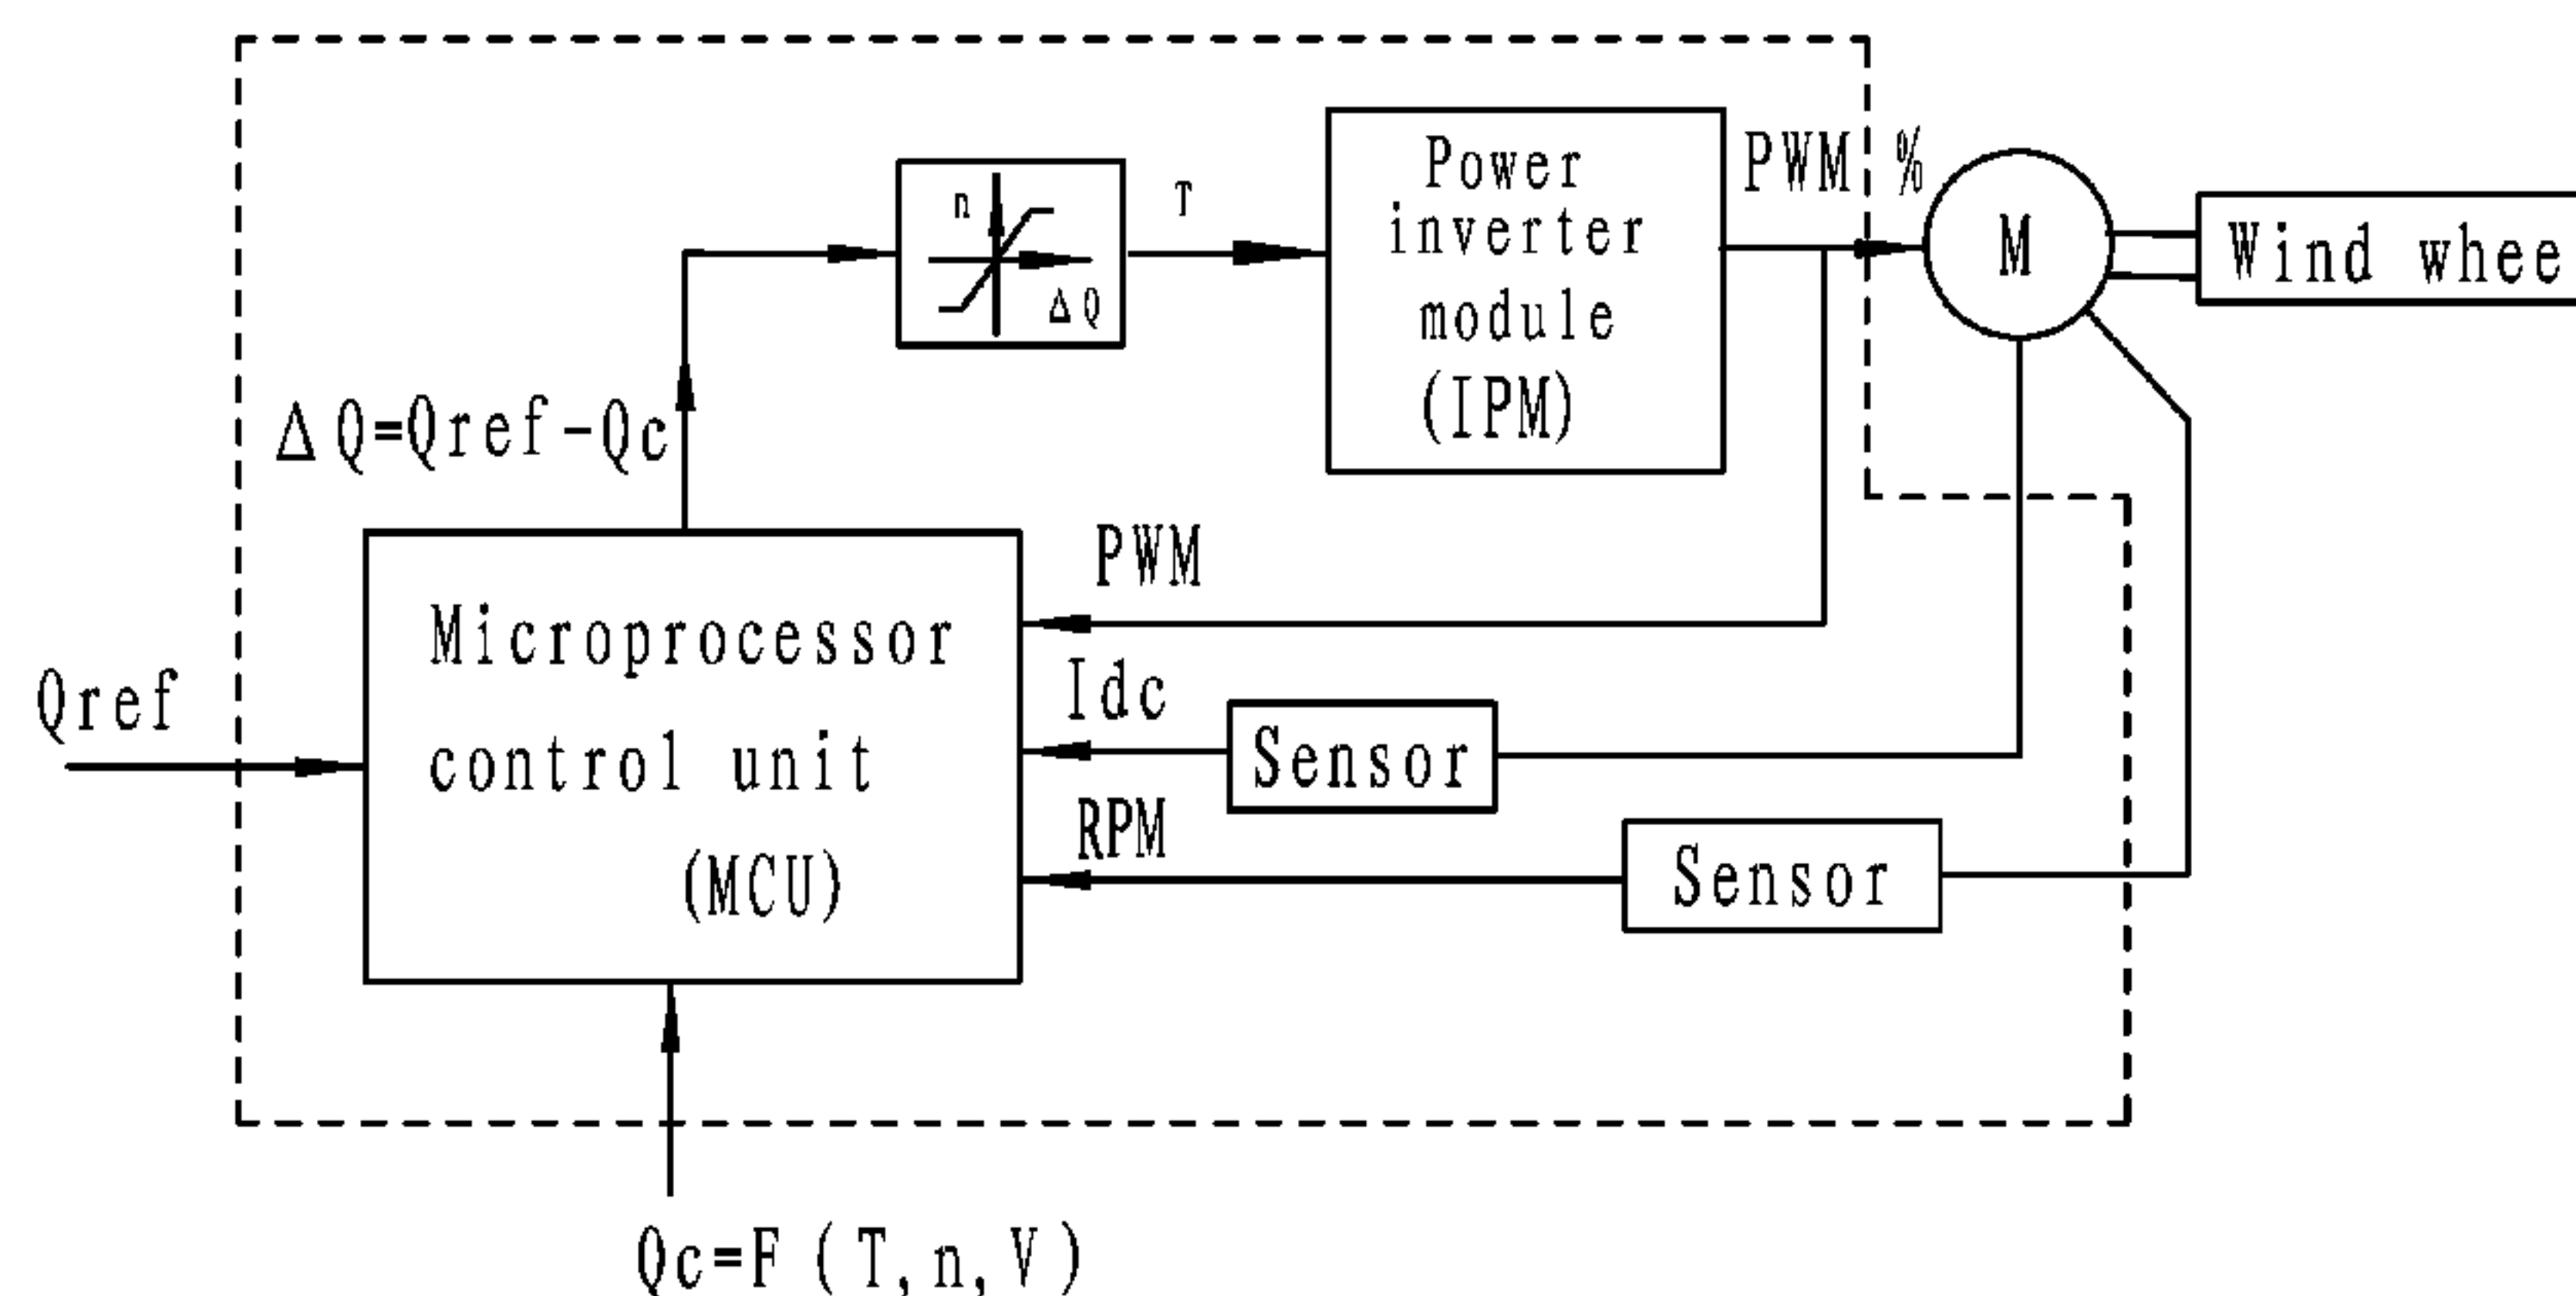 Power
inverter
module
(IPM)
PWM %
M
Wind whee
n
ΔQ
T
ΔQ=Qref-Qc
PWM
Microprocessor
control unit
(MCU)
Qref
Idc
Sensor
RPM
Sensor
Qc=F(T,n,V)